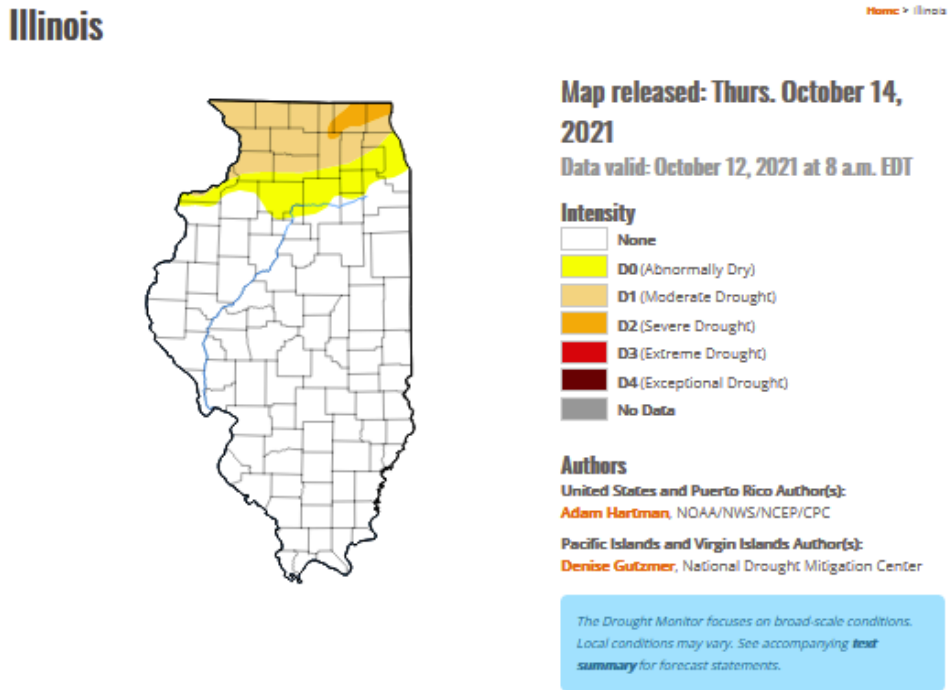 Illinois
Home > Illinois
Map released: Thurs. October 14,
2021
Data valid: October 12, 2021 at 8 a.m. EDT
Intensity
None
D0 (Abnormally Dry)
D1 (Moderate Drought)
D2 (Severe Drought)
D3 (Extreme Drought)
D4 (Exceptional Drought)
No Data
Authors
United States and Puerto Rico Author(s):
Adam Hartman, NOAA/NWS/NCEP/CPC
Pacific Islands and Virgin Islands Author(s):
Denise Gutzmer, National Drought Mitigation Center
The Drought Monitor focuses on broad-scale conditions.
Local conditions may vary. See accompanying text
summary for forecast statements.